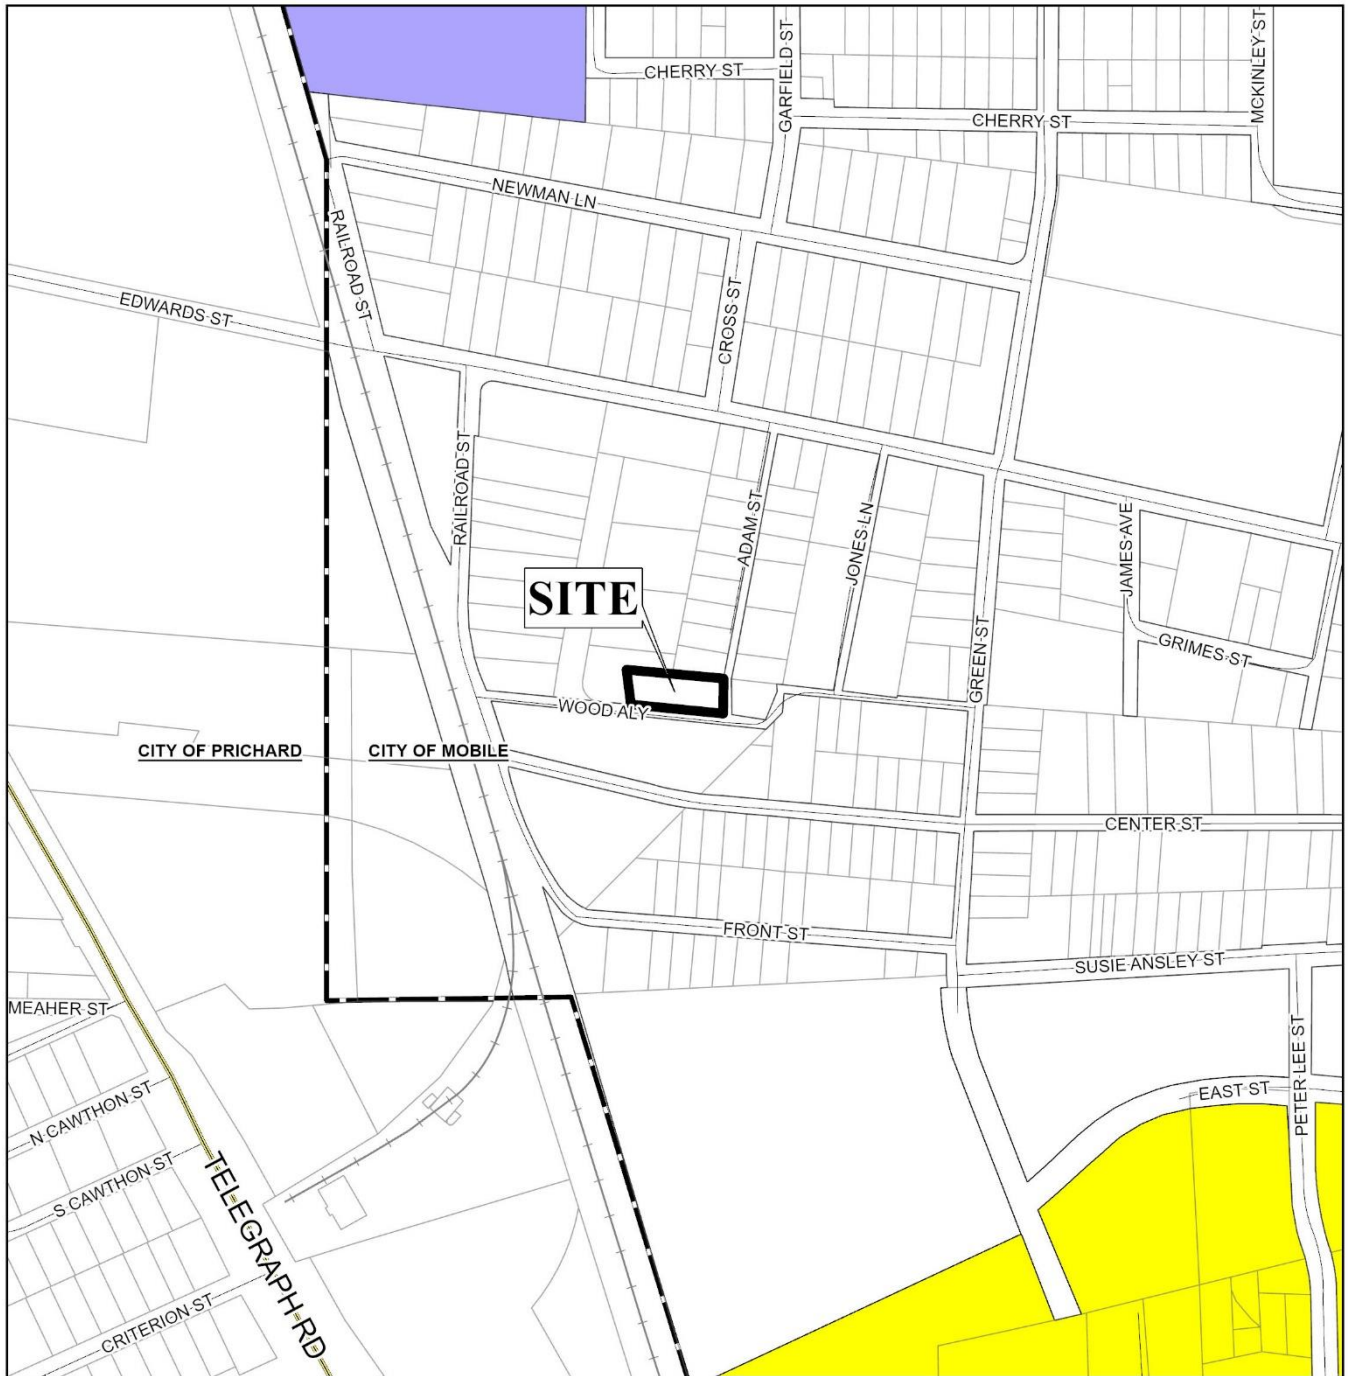 CHERRY ST
GARFIELD ST
MCKINLEY ST
CHERRY ST
NEWMAN LN
RAILROAD ST
EDWARDS ST
CROSS ST
RAILROAD ST
ADAM ST
JONES LN
JAMES AVE
SITE
GREEN ST
GRIMES ST
WOOD ALY
CITY OF PRICHARD
CITY OF MOBILE
CENTER ST
FRONT ST
SUSIE ANSLEY ST
MEAHER ST
PETER LEE ST
EAST ST
N CAWTHON ST
S CAWTHON ST
TELEGRAPH RD
CRITERION ST